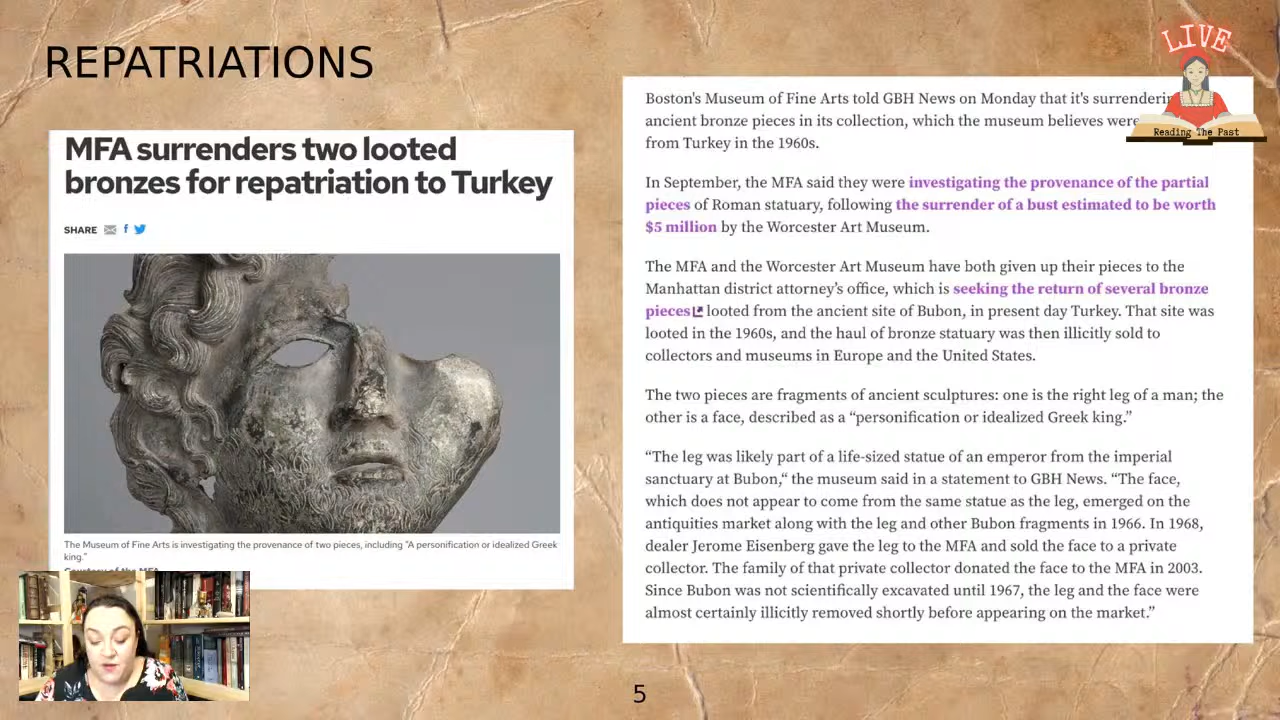 REPATRIATIONS
MFA surrenders two looted
bronzes for repatriation to Turkey
SHARE
The Museum of Fine Arts is investigating the provenance of two pieces, including "A personification or idealized Greek
king."
Courtesy of the MFA
LIVE
Reading The Past
Boston's Museum of Fine Arts told GBH News on Monday that it's
ancient bronze pieces in its collection, which the museum believes were
from Turkey in the 1960s.
In September, the MFA said they were investigating the provenance of the partial
pieces of Roman statuary, following the surrender of a bust estimated to be worth
$5 million by the Worcester Art Museum.
The MFA and the Worcester Art Museum have both given up their pieces to the
Manhattan district attorney's office, which is seeking the return of several bronze
pieces looted from the ancient site of Bubon, in present day Turkey. That site was
looted in the 1960s, and the haul of bronze statuary was then illicitly sold to
collectors and museums in Europe and the United States.
The two pieces are fragments of ancient sculptures: one is the right leg of a man; the
other is a face, described as a “personification or idealized Greek king.”
“The leg was likely part of a life-sized statue of an emperor from the imperial
sanctuary at Bubon,“ the museum said in a statement to GBH News. “The face,
which does not appear to come from the same statue as the leg, emerged on the
antiquities market along with the leg and other Bubon fragments in 1966. In 1968,
dealer Jerome Eisenberg gave the leg to the MFA and sold the face to a private
collector. The family of that private collector donated the face to the MFA in 2003.
Since Bubon was not scientifically excavated until 1967, the leg and the face were
almost certainly illicitly removed shortly before appearing on the market.”
5